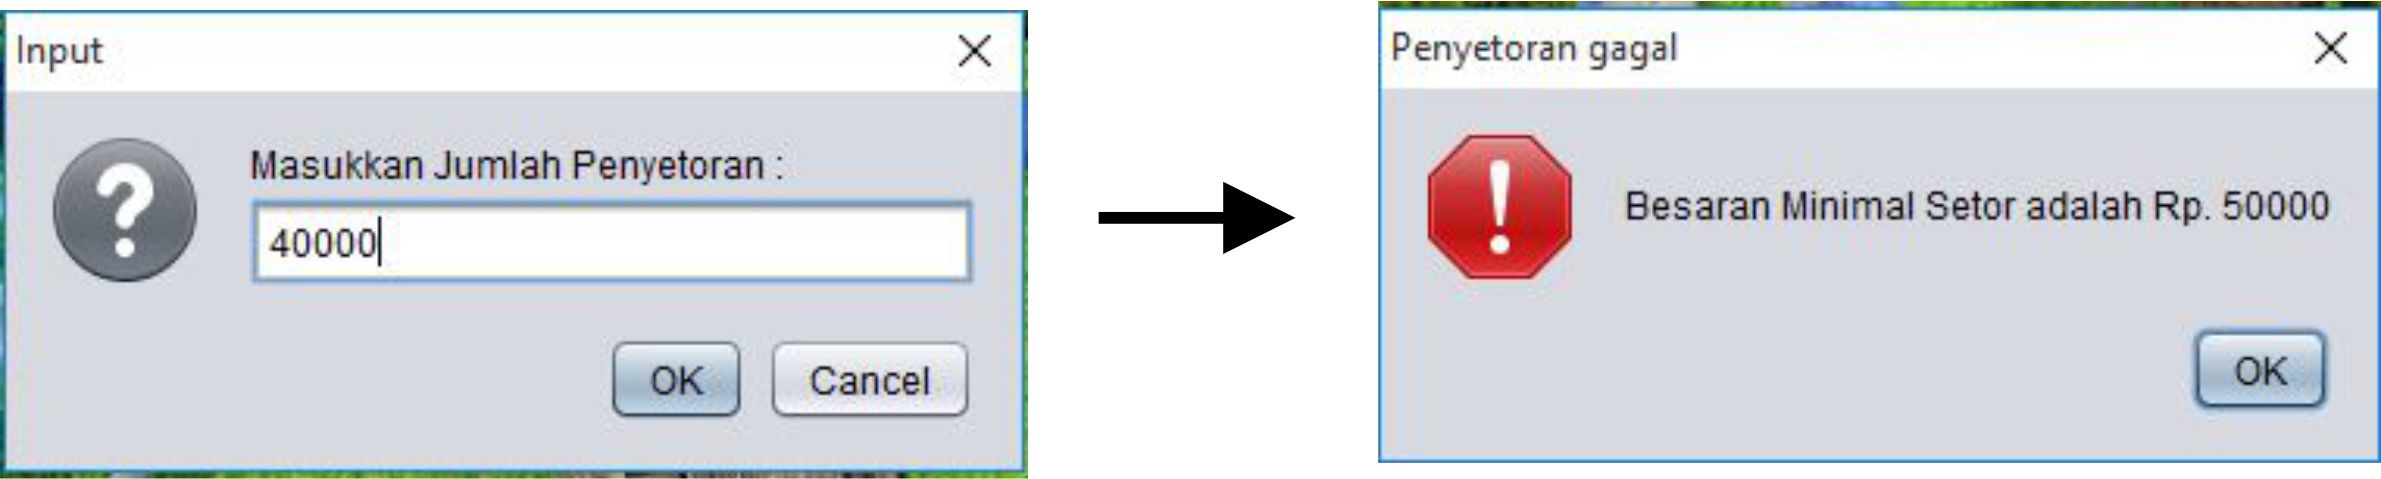 Input
Masukkan Jumlah Penyetoran :
40000
OK
Cancel
Penyetoran gagal
Besaran Minimal Setor adalah Rp. 50000
OK